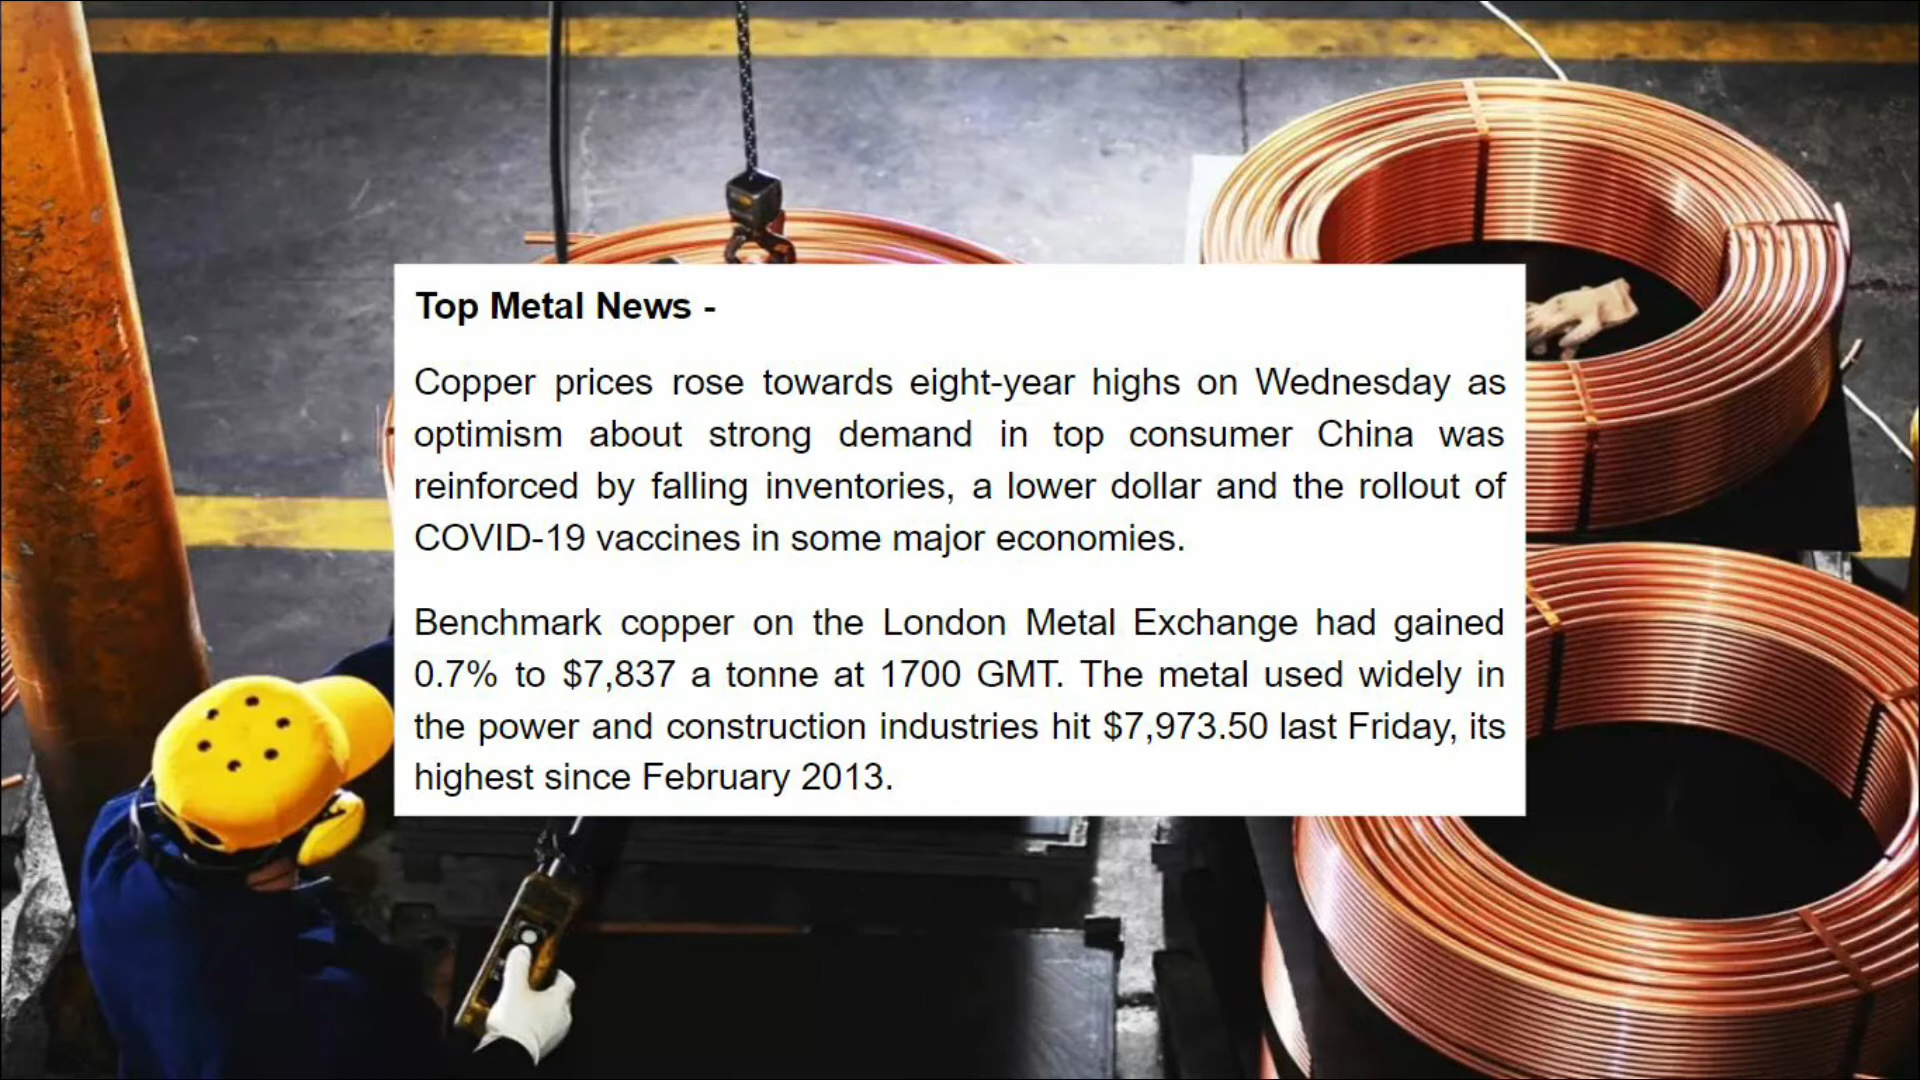 Top Metal News -
Copper prices rose towards eight-year highs on Wednesday as
optimism about strong demand in top consumer China was
reinforced by falling inventories, a lower dollar and the rollout of
COVID-19 vaccines in some major economies.
Benchmark copper on the London Metal Exchange had gained
0.7% to $7,837 a tonne at 1700 GMT. The metal used widely in
the power and construction industries hit $7,973.50 last Friday, its
highest since February 2013.